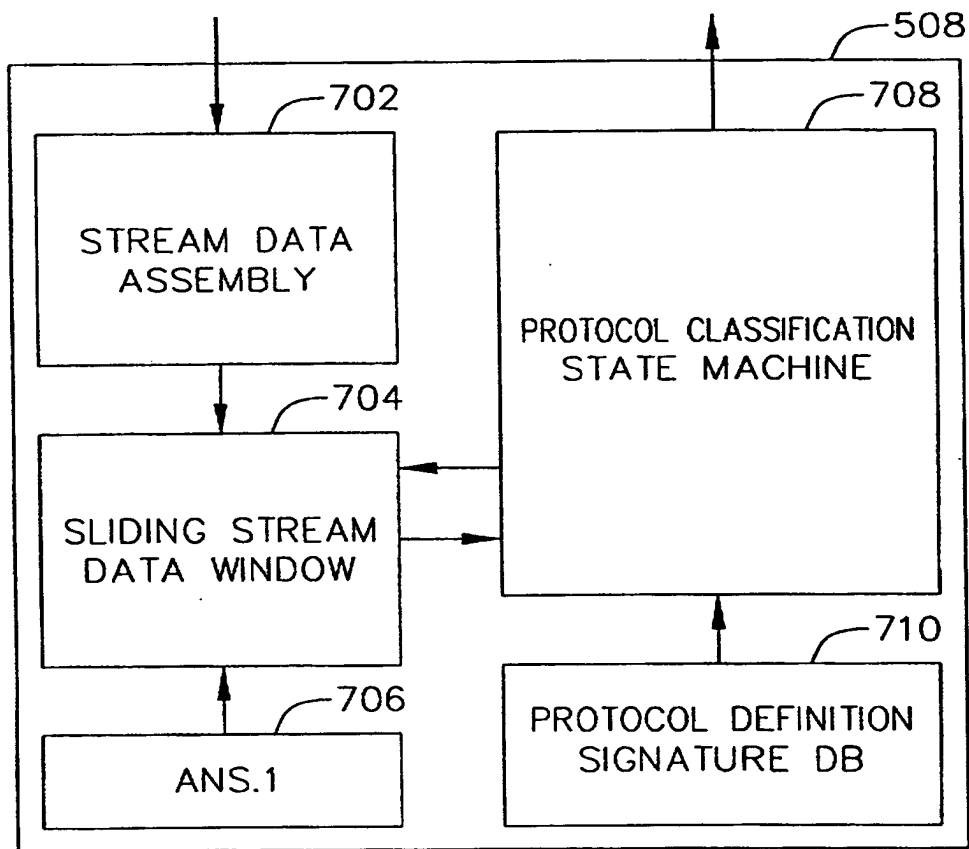 508
702
STREAM DATA
ASSEMBLY
708
PROTOCOL CLASSIFICATION
STATE MACHINE
704
SLIDING STREAM
DATA WINDOW
706
ANS.1
710
PROTOCOL DEFINITION
SIGNATURE DB